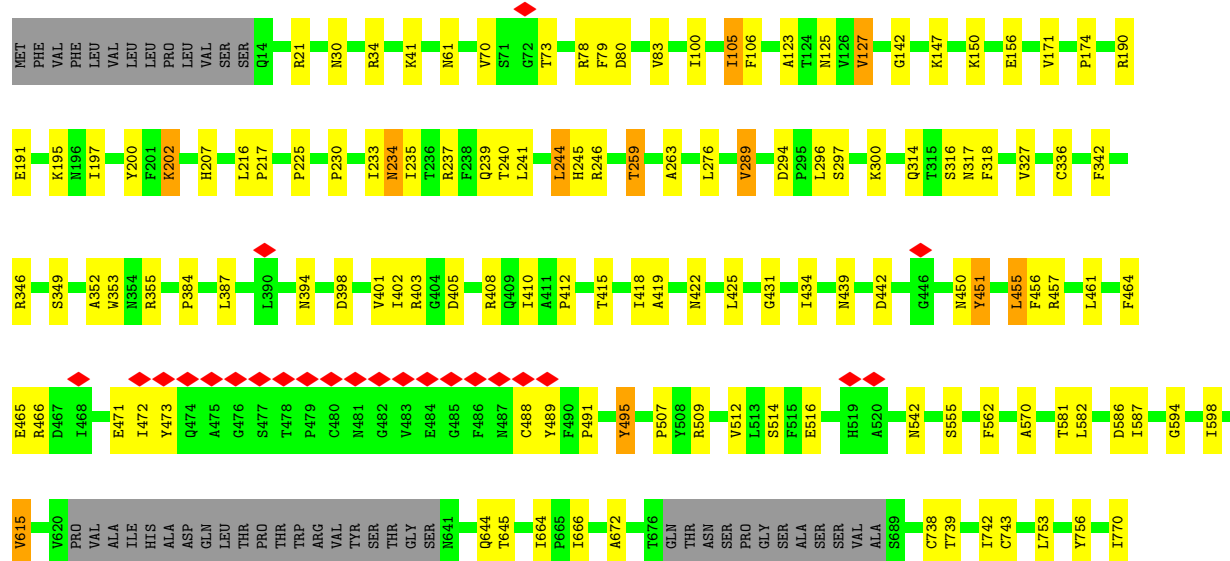 MET PHE VAL PHE LEU VAL LEU LEU PRO LEU VAL SER SER Q14 R21 N30 R34 K41 N61 V70 S71 G72 T73 R78 F79 D80 V83 I100 I105 F106 A123 T124 N125 V126 V127 G142 K147 K150 E156 V171 P174 R190
E191 K195 N196 I197 Y200 F201 K202 H207 L216 P217 P225 P230 I233 N234 I235 T236 R237 F238 Q239 T240 L241 L244 H245 R246 T259 A263 L276 V289 D294 P295 L296 S297 K300 Q314 T315 S316 N317 F318 V327 C336 F342
R346 S349 A352 W353 N354 R355 P384 L387 L390 N394 D398 V401 I402 R403 G404 D405 R408 Q409 I410 A411 P412 T415 I418 A419 N422 L425 G431 I434 N439 D442 G446 N450 Y451 L455 F456 R457 L461 F464
E465 R466 D467 I468 E471 I472 Y473 Q474 A475 G476 S477 T478 P479 C480 N481 G482 V483 E484 G485 F486 N487 C488 Y489 F490 P491 Y495 P507 Y508 R509 V512 L513 S514 F515 E516 H519 A520 N542 S555 F562 A570 T581 L582 D586 I587 G594 I598
V615 V620 PRO VAL ALA ILE HIS ALA ASP GLN LEU THR PRO THR TRP ARG VAL TYR SER THR GLY SER N641 Q644 T645 I664 P665 I666 A672 T676 GLN THR ASN SER PRO GLY SER ALA SER SER VAL ALA S689 C738 T739 I742 C743 L753 Y756 I770